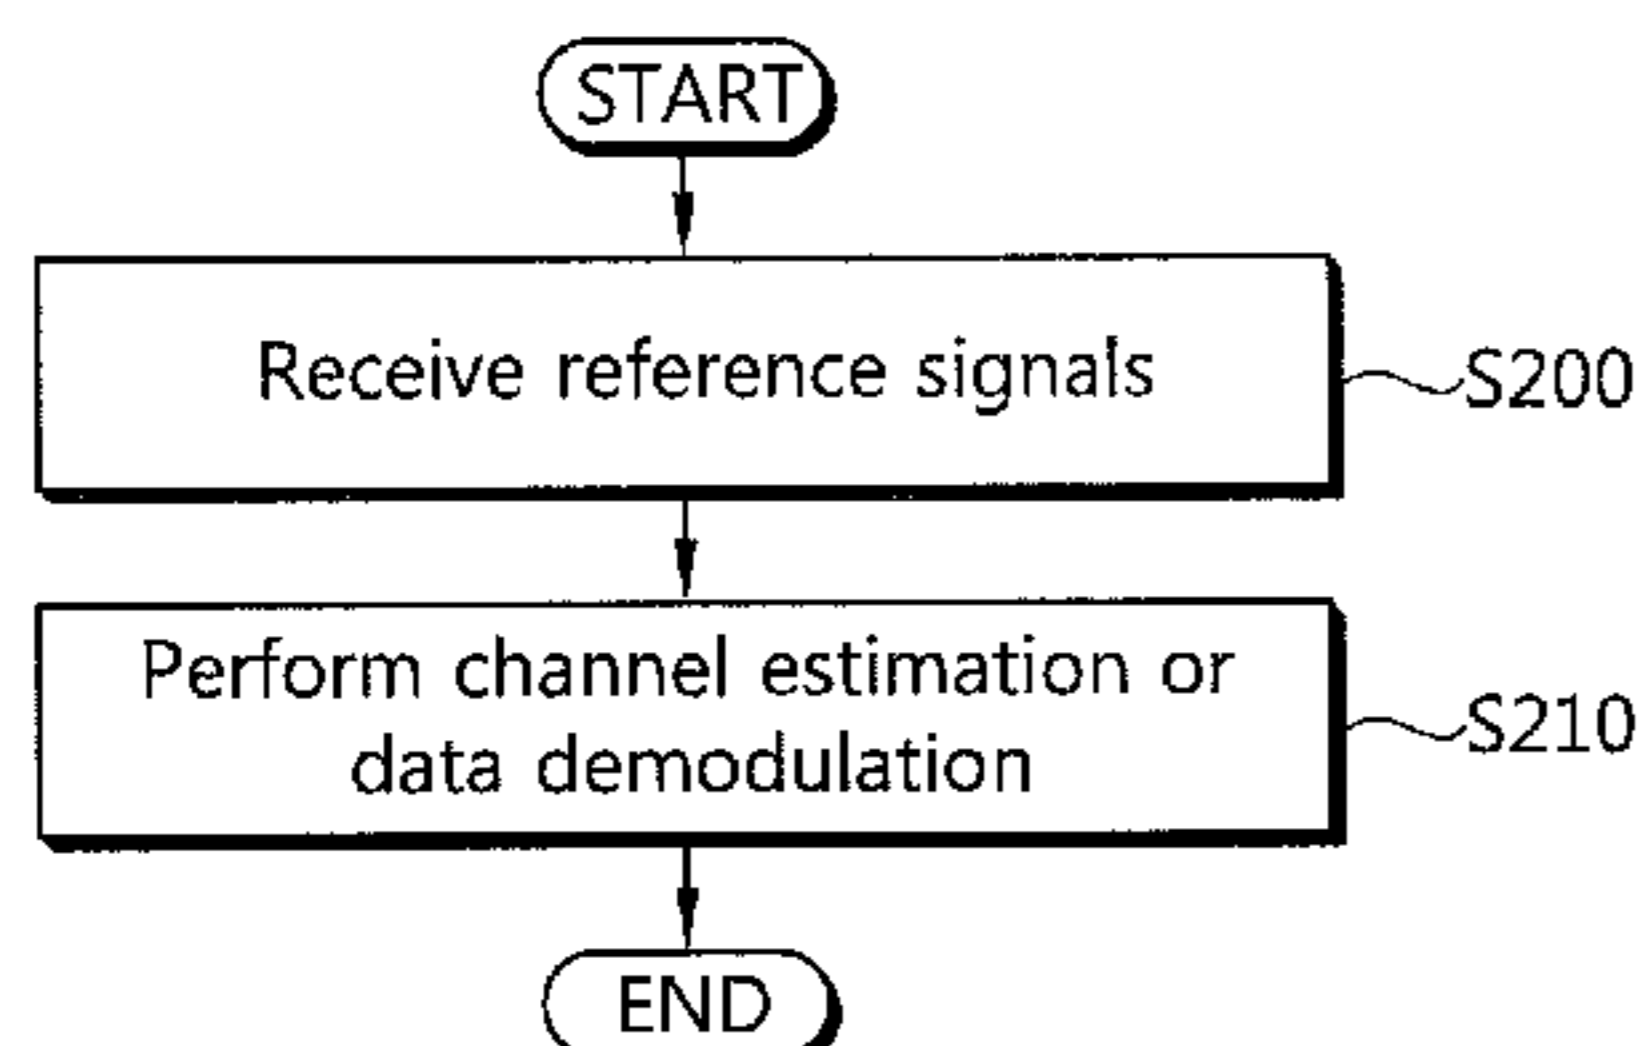 START
Receive reference signals
S200
Perform channel estimation or
data demodulation
S210
END